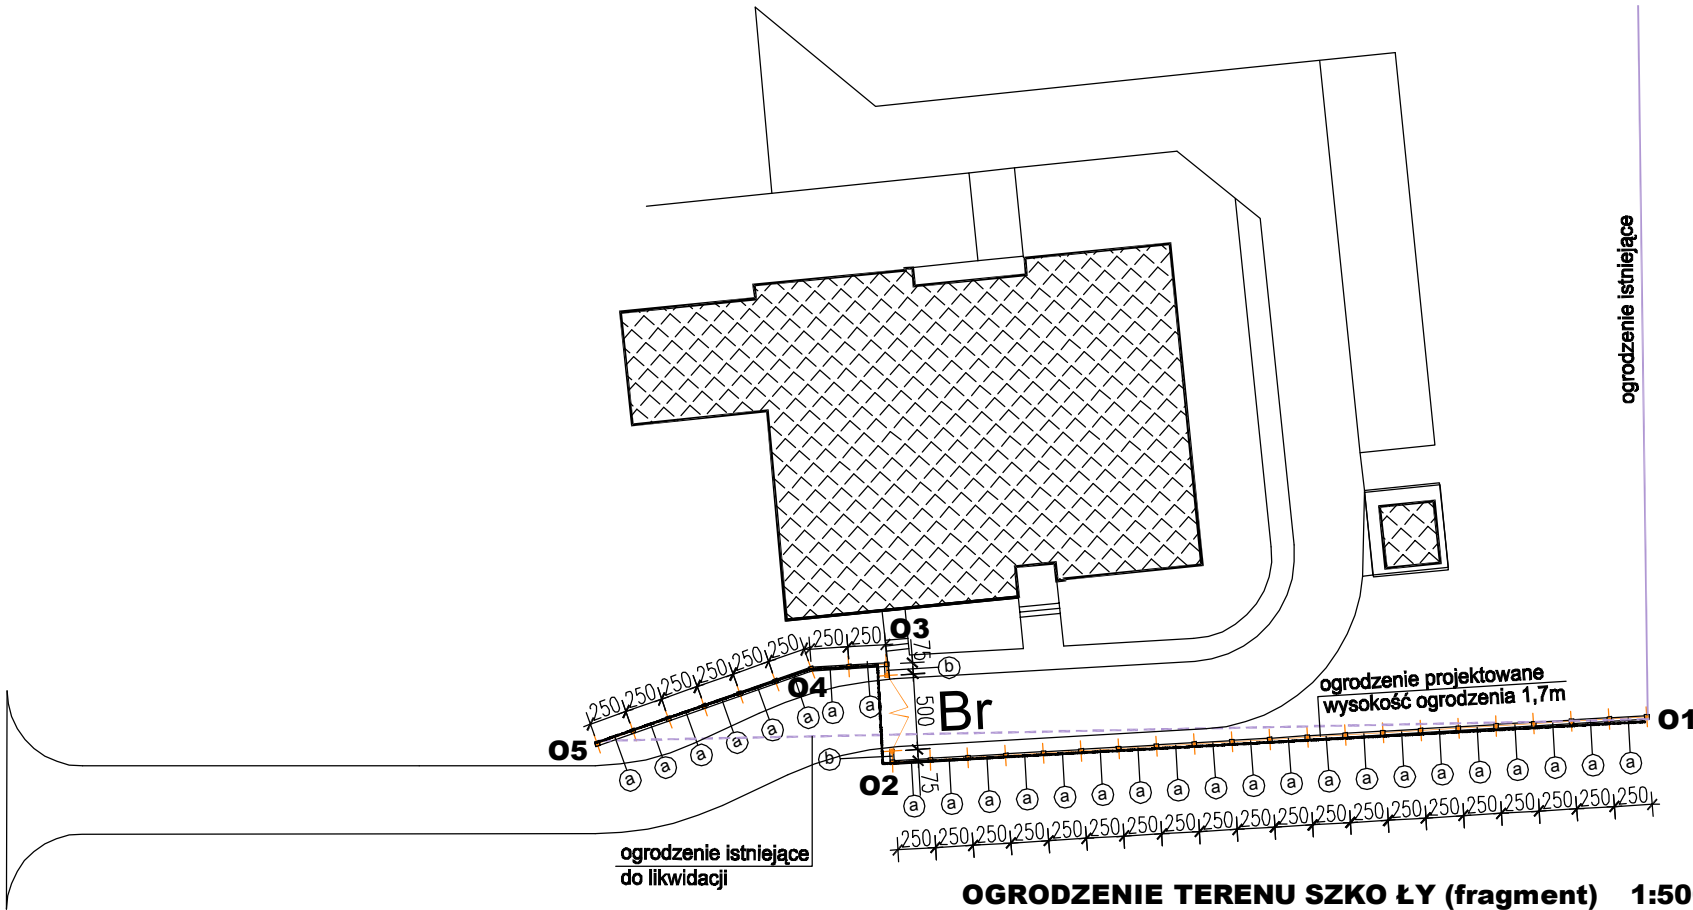 ogrodzenie istniejące
O3
250 250 250 250 250 250 250 250
75
b
O4
500
Br
ogrodzenie projektowane
wysokość ogrodzenia 1,7m
O1
O5
a a a a a a a a
b
O2
75
a a a a a a a a a a a a a a a a a a a a
250 250 250 250 250 250 250 250 250 250 250 250 250 250 250 250 250 250 250 250
ogrodzenie istniejące
do likwidacji
OGRODZENIE TERENU SZKO ŁY (fragment) 1:50